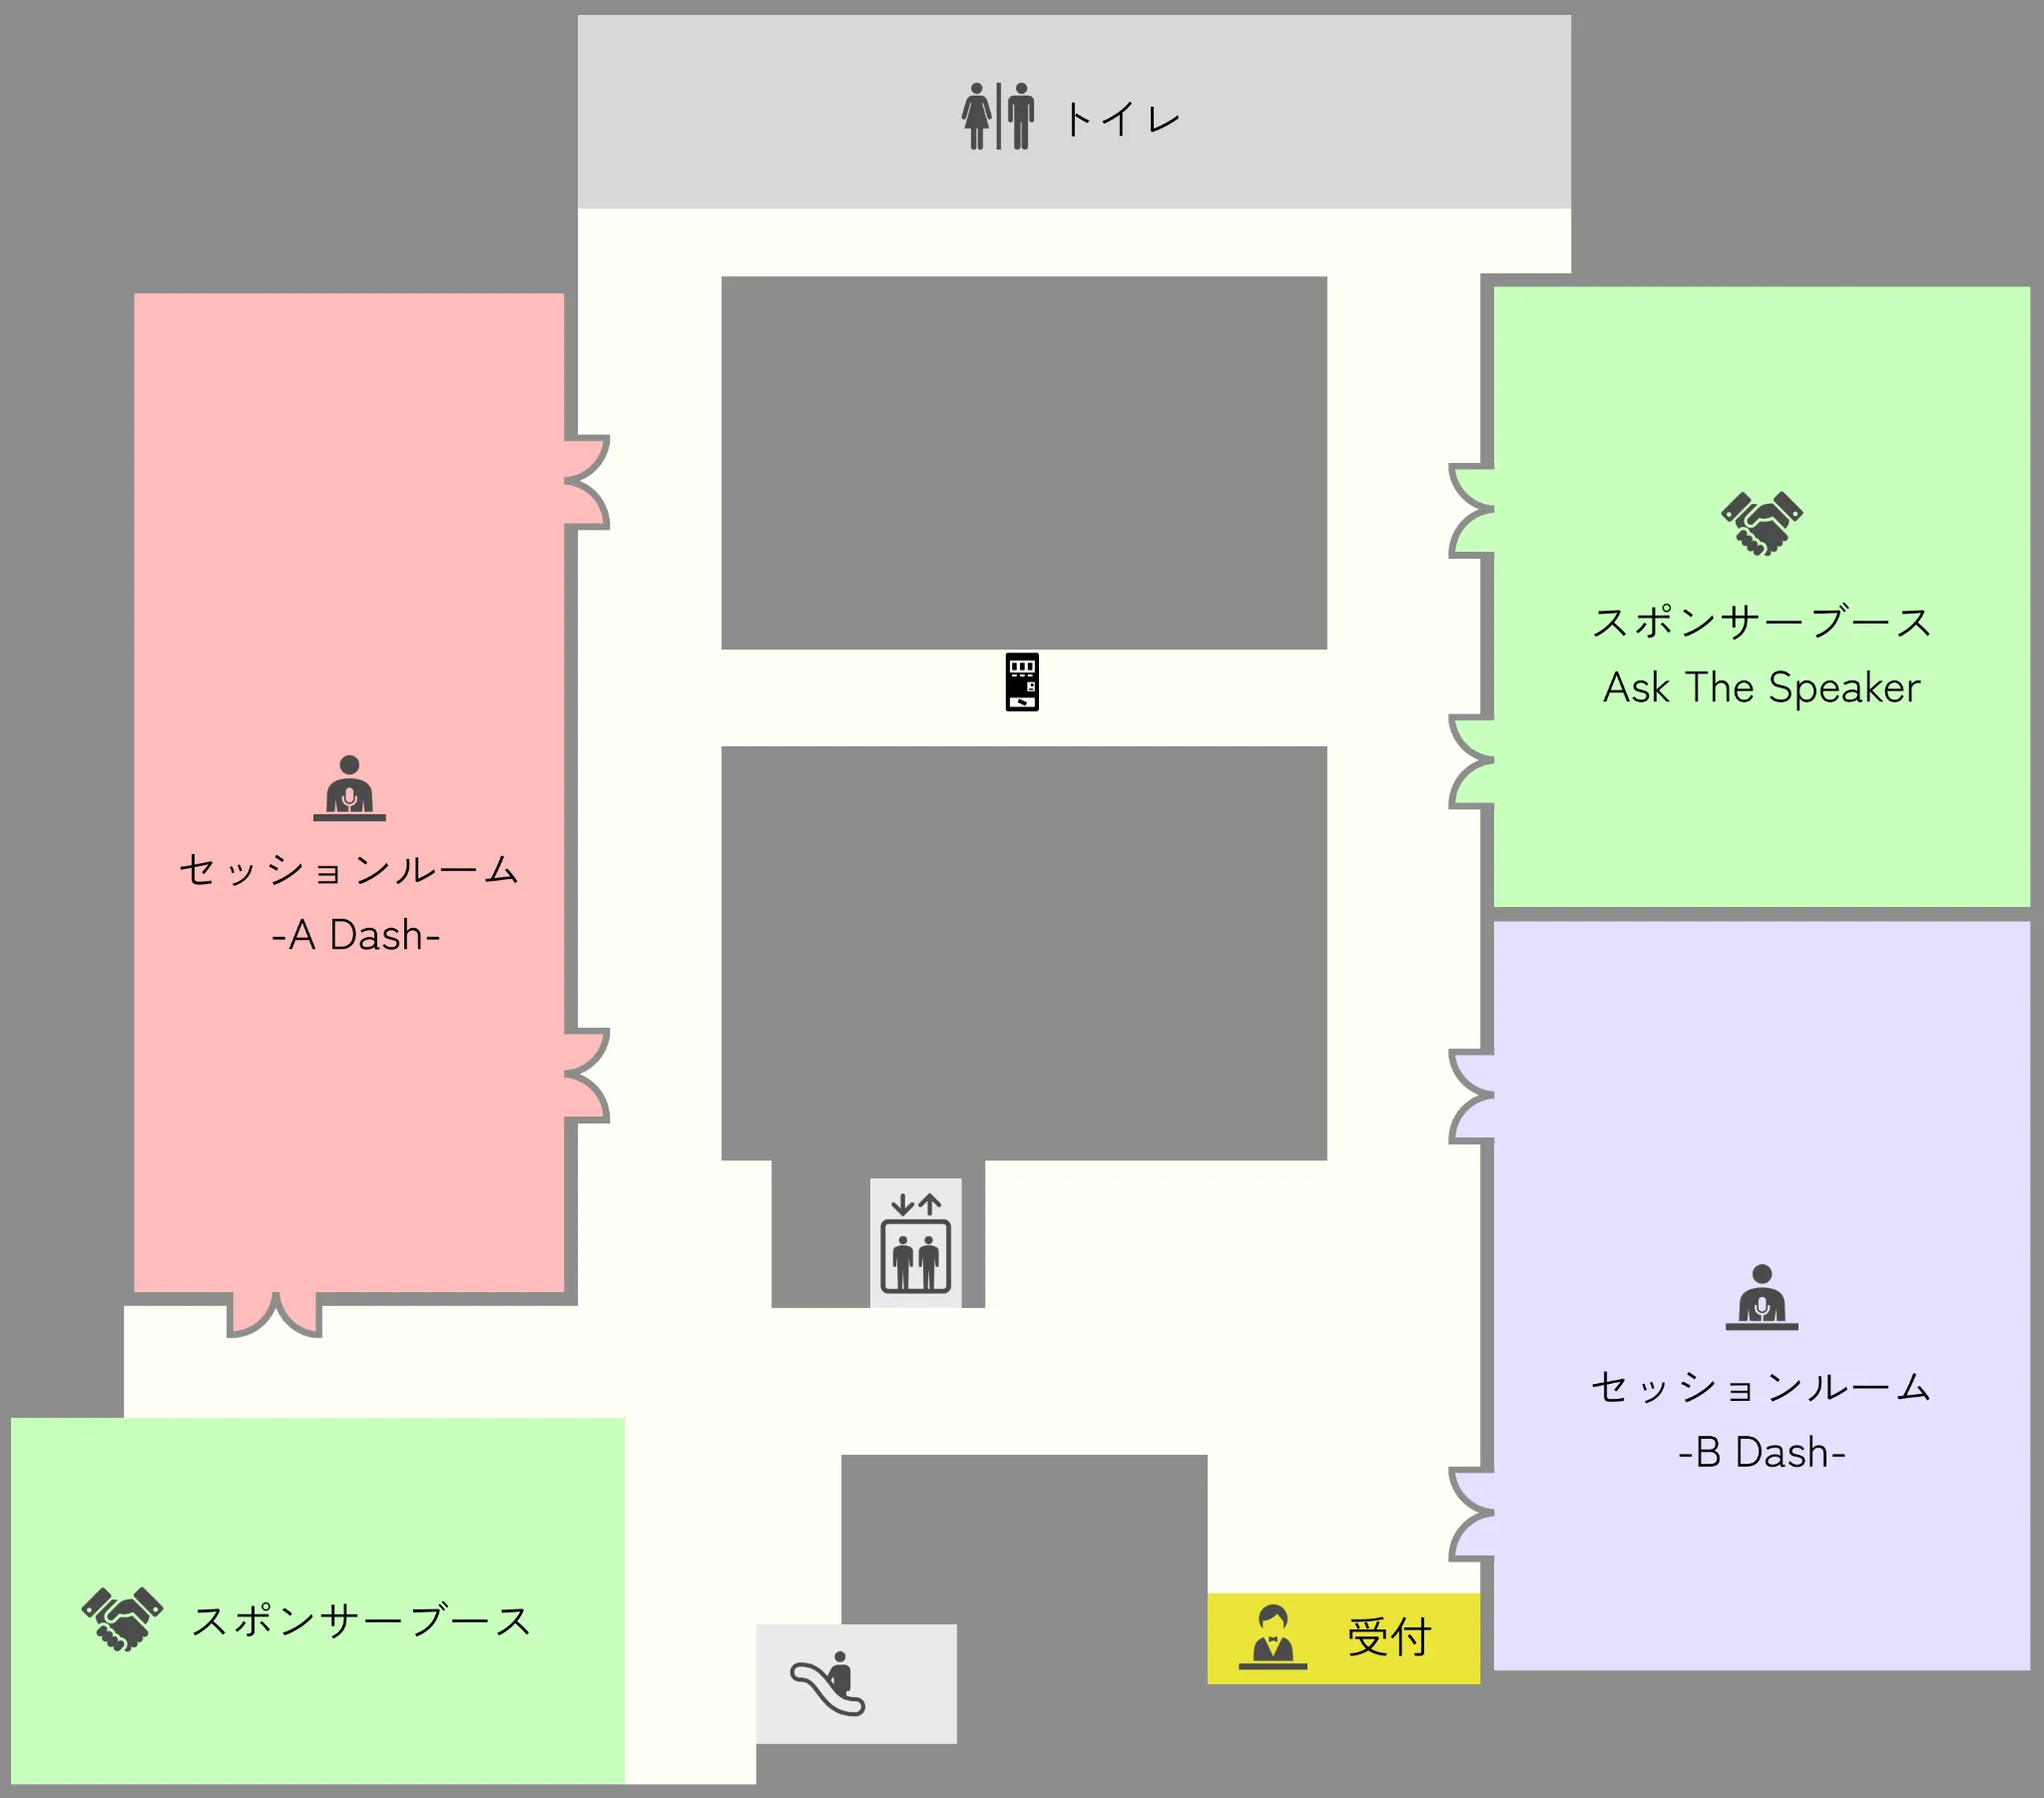 トイレ
スポンサーブース
Ask The Speaker
セッションルーム
-A Dash-
セッションルーム
-B Dash-
スポンサーブース
受付